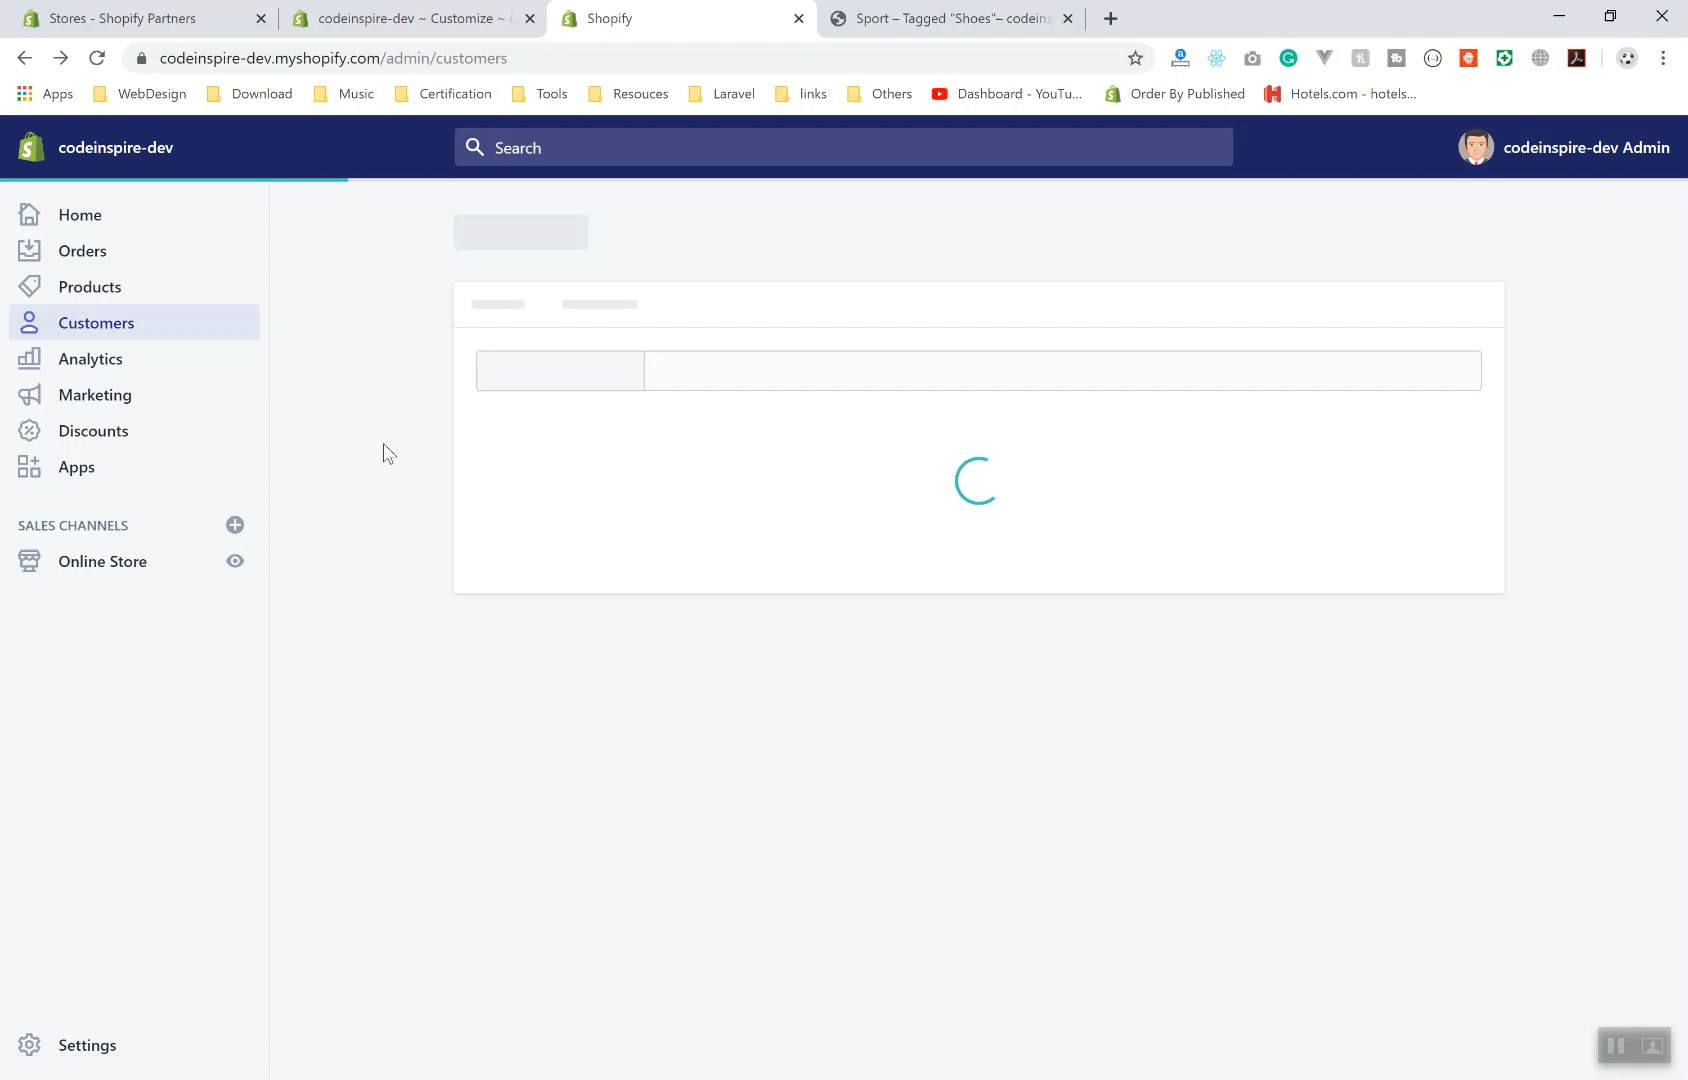 Stores - Shopify Partners
codeinspire-dev ~ Customize ~
Shopify
Sport – Tagged "Shoes"– codeins
codeinspire-dev.myshopify.com/admin/customers
Apps
WebDesign
Download
Music
Certification
Tools
Resouces
Laravel
links
Others
Dashboard - YouTu...
Order By Published
Hotels.com - hotels...
codeinspire-dev
Search
codeinspire-dev Admin
Home
Orders
Products
Customers
Analytics
Marketing
Discounts
Apps
SALES CHANNELS
Online Store
Settings